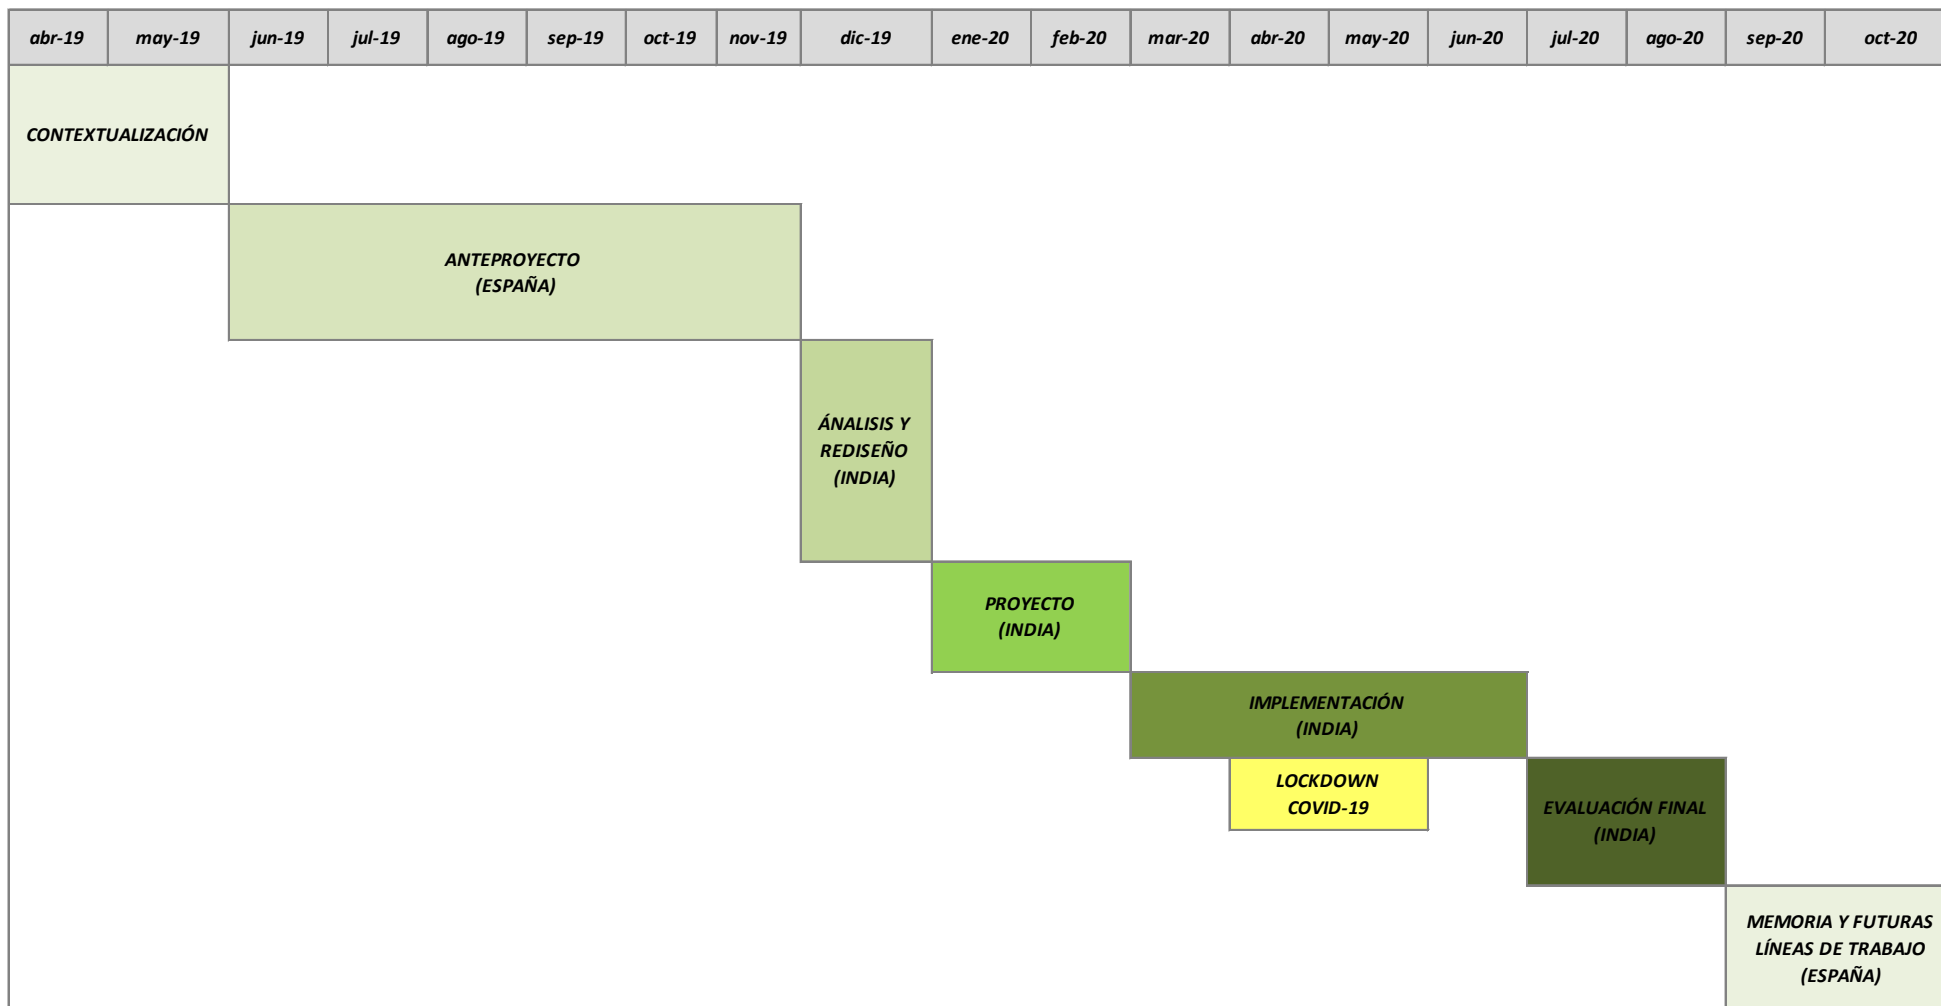 abr-19 may-19 jun-19 jul-19 ago-19 sep-19 oct-19 nov-19 dic-19 ene-20 feb-20 mar-20 abr-20 may-20 jun-20 jul-20 ago-20 sep-20 oct-20
CONTEXTUALIZACIÓN
ANTEPROYECTO
(ESPAÑA)
ÁNALISIS Y
REDISEÑO
(INDIA)
PROYECTO
(INDIA)
IMPLEMENTACIÓN
(INDIA)
LOCKDOWN
COVID-19
EVALUACIÓN FINAL
(INDIA)
MEMORIA Y FUTURAS
LÍNEAS DE TRABAJO
(ESPAÑA)